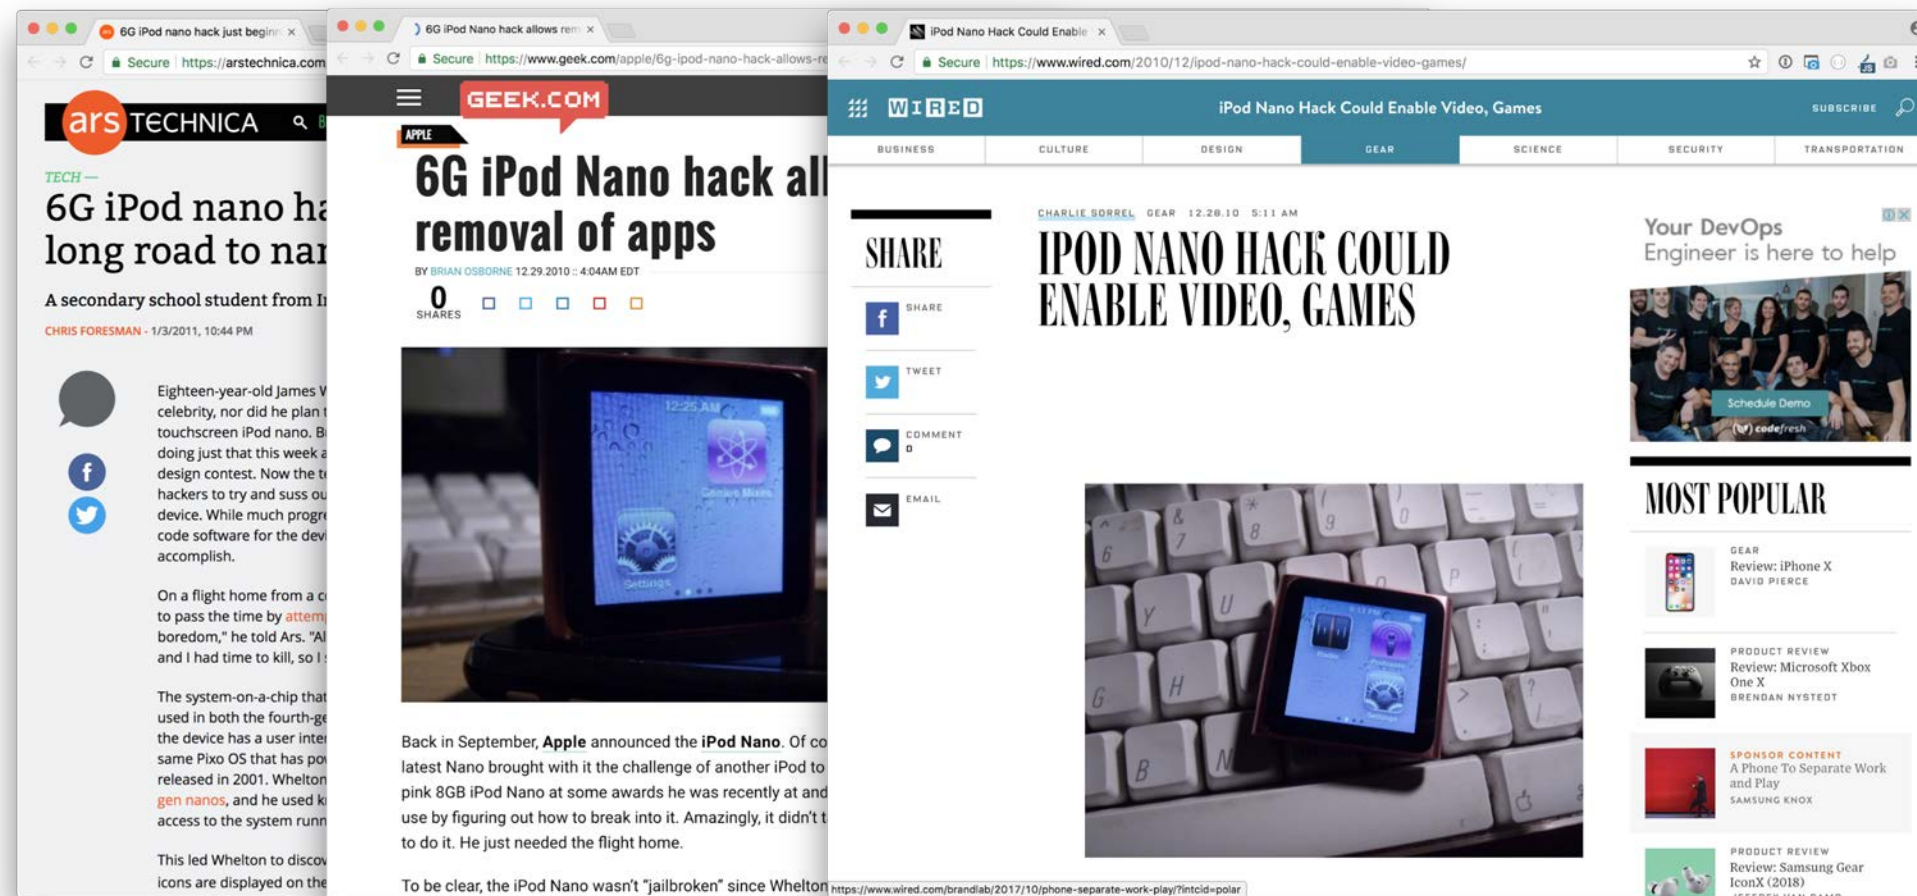 6G iPod nano hack just beginn
Secure https://arstechnica.com
ars TECHNICA
TECH —
6G iPod nano ha
long road to nan
A secondary school student from Ir
CHRIS FORESMAN - 1/3/2011, 10:44 PM
Eighteen-year-old James W
celebrity, nor did he plan t
touchscreen iPod nano. B
doing just that this week a
design contest. Now the te
hackers to try and suss ou
device. While much progre
code software for the devi
accomplish.
On a flight home from a c
to pass the time by attem
boredom," he told Ars. "Al
and I had time to kill, so I
The system-on-a-chip that
used in both the fourth-ge
the device has a user inter
same Pixo OS that has pow
released in 2001. Whelton
gen nanos, and he used k
access to the system runn
This led Whelton to discov
icons are displayed on the
6G iPod Nano hack allows rem
Secure https://www.geek.com/apple/6g-ipod-nano-hack-allows-re
GEEK.COM
APPLE
6G iPod Nano hack all
removal of apps
BY BRIAN OSBORNE 12.29.2010 :: 4:04AM EDT
0
SHARES
12:25 AM
Genius Mixes
Settings
Back in September, Apple announced the iPod Nano. Of co
latest Nano brought with it the challenge of another iPod to
pink 8GB iPod Nano at some awards he was recently at and
use by figuring out how to break into it. Amazingly, it didn't t
to do it. He just needed the flight home.
To be clear, the iPod Nano wasn't "jailbroken" since Whelton
iPod Nano Hack Could Enable
Secure https://www.wired.com/2010/12/ipod-nano-hack-could-enable-video-games/
WIRED
iPod Nano Hack Could Enable Video, Games
SUBSCRIBE
BUSINESS CULTURE DESIGN GEAR SCIENCE SECURITY TRANSPORTATION
SHARE
SHARE
TWEET
COMMENT
0
EMAIL
CHARLIE SORREL GEAR 12.28.10 5:11 AM
IPOD NANO HACK COULD
ENABLE VIDEO, GAMES
Radio
Podcasts
Settings
Your DevOps
Engineer is here to help
Schedule Demo
codefresh
MOST POPULAR
GEAR
Review: iPhone X
DAVID PIERCE
PRODUCT REVIEW
Review: Microsoft Xbox
One X
BRENDAN NYSTEDT
SPONSOR CONTENT
A Phone To Separate Work
and Play
SAMSUNG KNOX
PRODUCT REVIEW
Review: Samsung Gear
IconX (2018)
https://www.wired.com/brandlab/2017/10/phone-separate-work-play/?intcid=polar